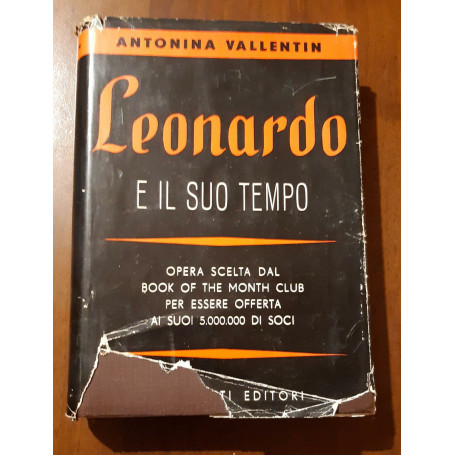 ANTONINA VALLENTIN
Leonardo
E IL SUO TEMPO
OPERA SCELTA DAL
BOOK OF THE MONTH CLUB
PER ESSERE OFFERTA
AI SUOI 5.000.000 DI SOCI
TI EDITORI